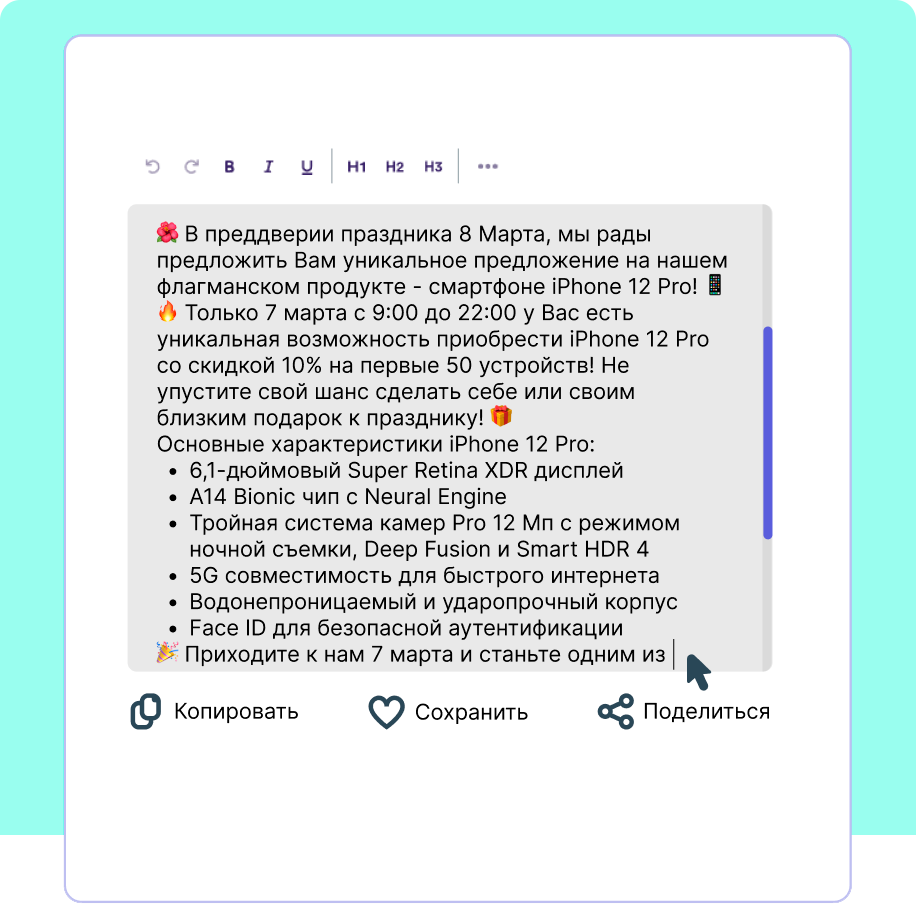 B I U H1 H2 H3
🌺 В преддверии праздника 8 Марта, мы рады
предложить Вам уникальное предложение на нашем
флагманском продукте - смартфоне iPhone 12 Pro! 📱
🔥 Только 7 марта с 9:00 до 22:00 у Вас есть
уникальная возможность приобрести iPhone 12 Pro
со скидкой 10% на первые 50 устройств! Не
упустите свой шанс сделать себе или своим
близким подарок к празднику! 🎁
Основные характеристики iPhone 12 Pro:
• 6,1-дюймовый Super Retina XDR дисплей
• A14 Bionic чип с Neural Engine
• Тройная система камер Pro 12 Мп с режимом
ночной съемки, Deep Fusion и Smart HDR 4
• 5G совместимость для быстрого интернета
• Водонепроницаемый и ударопрочный корпус
• Face ID для безопасной аутентификации
🎉 Приходите к нам 7 марта и станьте одним из
Копировать Сохранить Поделиться